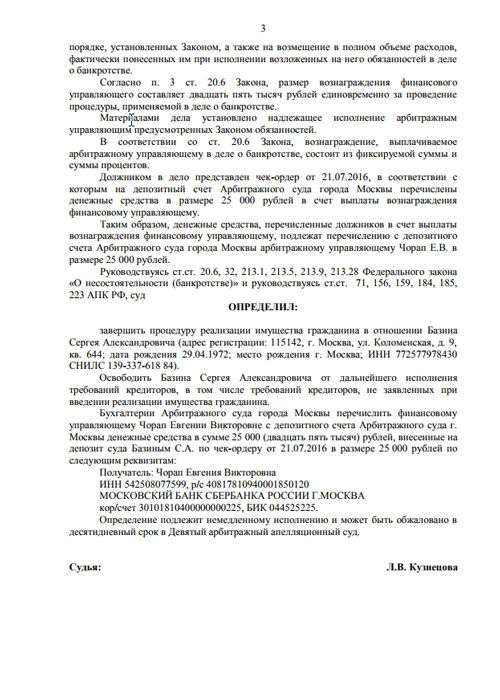 3
порядке, установленных Законом, а также на возмещение в полном объеме расходов,
фактически понесенных им при исполнении возложенных на него обязанностей в деле
о банкротстве.
Согласно п. 3 ст. 20.6 Закона, размер вознаграждения финансового
управляющего составляет двадцать пять тысяч рублей единовременно за проведение
процедуры, применяемой в деле о банкротстве.
Материалами дела установлено надлежащее исполнение арбитражным
управляющим предусмотренных Законом обязанностей.
В соответствии со ст. 20.6 Закона, вознаграждение, выплачиваемое
арбитражному управляющему в деле о банкротстве, состоит из фиксируемой суммы и
суммы процентов.
Должником в дело представлен чек-ордер от 21.07.2016, в соответствии с
которым на депозитный счет Арбитражного суда города Москвы перечислены
денежные средства в размере 25 000 рублей в счет выплаты вознаграждения
финансовому управляющему.
Таким образом, денежные средства, перечисленные должников в счет выплаты
вознаграждения финансовому управляющему, подлежат перечислению с депозитного
счета Арбитражного суда города Москвы арбитражному управляющему Чорап Е.В. в
размере 25 000 рублей.
Руководствуясь ст.ст. 20.6, 32, 213.1, 213.5, 213.9, 213.28 Федерального закона
«О несостоятельности (банкротстве)» и руководствуясь ст.ст. 71, 156, 159, 184, 185,
223 АПК РФ, суд
ОПРЕДЕЛИЛ:
завершить процедуру реализации имущества гражданина в отношении Базина
Сергея Александровича (адрес регистрации: 115142, г. Москва, ул. Коломенская, д. 9,
кв. 644; дата рождения 29.04.1972; место рождения г. Москва; ИНН 772577978430
СНИЛС 139-337-618 84).
Освободить Базина Сергея Александровича от дальнейшего исполнения
требований кредиторов, в том числе требований кредиторов, не заявленных при
введении реализации имущества гражданина.
Бухгалтерии Арбитражного суда города Москвы перечислить финансовому
управляющему Чорап Евгении Викторовне с депозитного счета Арбитражного суда г.
Москвы денежные средства в сумме 25 000 (двадцать пять тысяч) рублей, внесенные на
депозит суда Базиным С.А. по чек-ордеру от 21.07.2016 в размере 25 000 рублей по
следующим реквизитам:
Получатель: Чорап Евгения Викторовна
ИНН 542508077599, р/с 40817810940001850120
МОСКОВСКИЙ БАНК СБЕРБАНКА РОССИИ Г.МОСКВА
кор/счет 30101810400000000225, БИК 044525225.
Определение подлежит немедленному исполнению и может быть обжаловано в
десятидневный срок в Девятый арбитражный апелляционный суд.
Судья: Л.В. Кузнецова